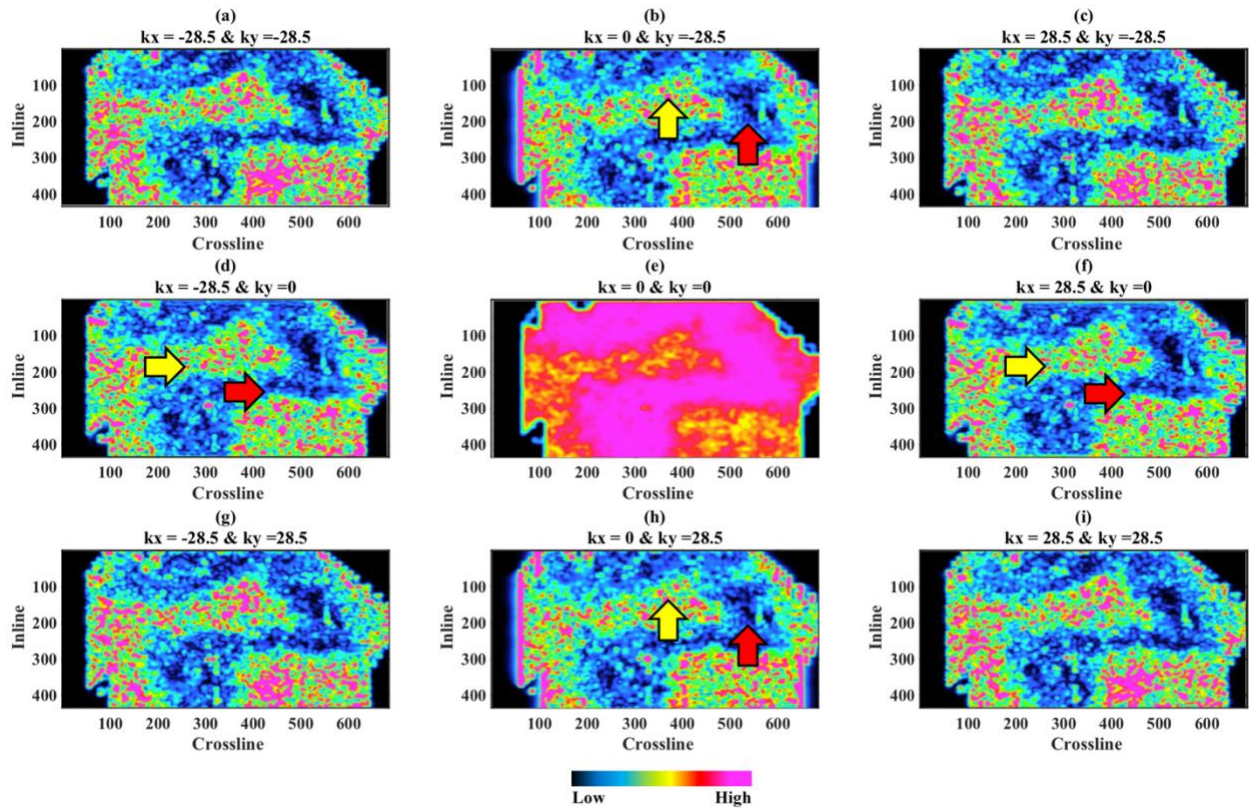 (a)
kx = -28.5 & ky =-28.5
(b)
kx = 0 & ky =-28.5
(c)
kx = 28.5 & ky =-28.5
Inline
100
200
300
400
100 200 300 400 500 600
Crossline
Inline
100
200
300
400
100 200 300 400 500 600
Crossline
Inline
100
200
300
400
100 200 300 400 500 600
Crossline
(d)
kx = -28.5 & ky =0
(e)
kx = 0 & ky =0
(f)
kx = 28.5 & ky =0
Inline
100
200
300
400
100 200 300 400 500 600
Crossline
Inline
100
200
300
400
100 200 300 400 500 600
Crossline
Inline
100
200
300
400
100 200 300 400 500 600
Crossline
(g)
kx = -28.5 & ky =28.5
(h)
kx = 0 & ky =28.5
(i)
kx = 28.5 & ky =28.5
Inline
100
200
300
400
100 200 300 400 500 600
Crossline
Inline
100
200
300
400
100 200 300 400 500 600
Crossline
Inline
100
200
300
400
100 200 300 400 500 600
Crossline
Low High